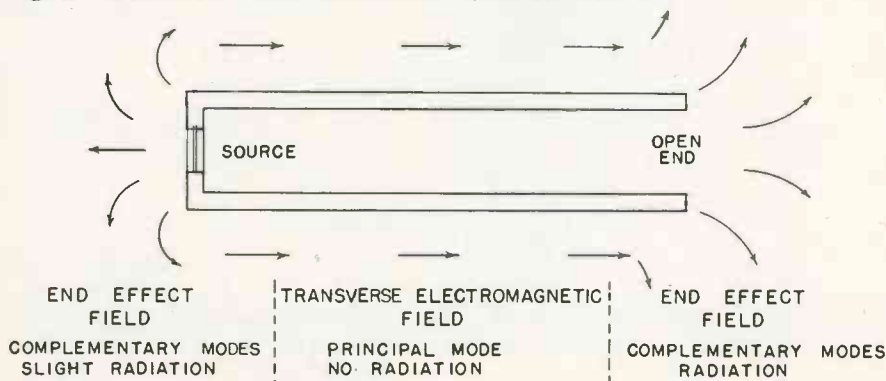 SOURCE
OPEN
END
END EFFECT
FIELD
COMPLEMENTARY MODES
SLIGHT RADIATION
TRANSVERSE ELECTROMAGNETIC
FIELD
PRINCIPAL MODE
NO RADIATION
END EFFECT
FIELD
COMPLEMENTARY MODES
RADIATION